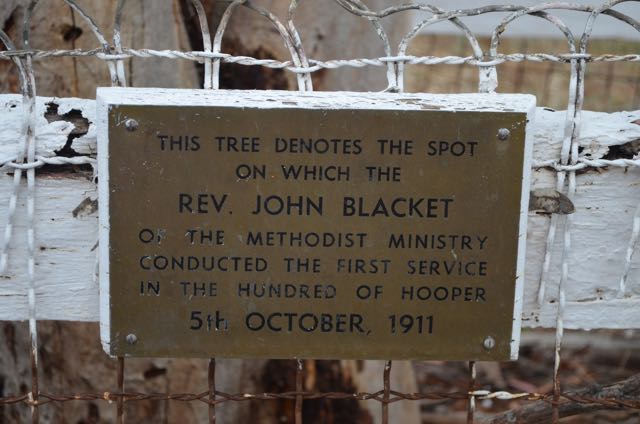 THIS TREE DENOTES THE SPOT
ON WHICH THE
REV. JOHN BLACKET
OF THE METHODIST MINISTRY
CONDUCTED THE FIRST SERVICE
IN THE HUNDRED OF HOOPER
5th OCTOBER, 1911